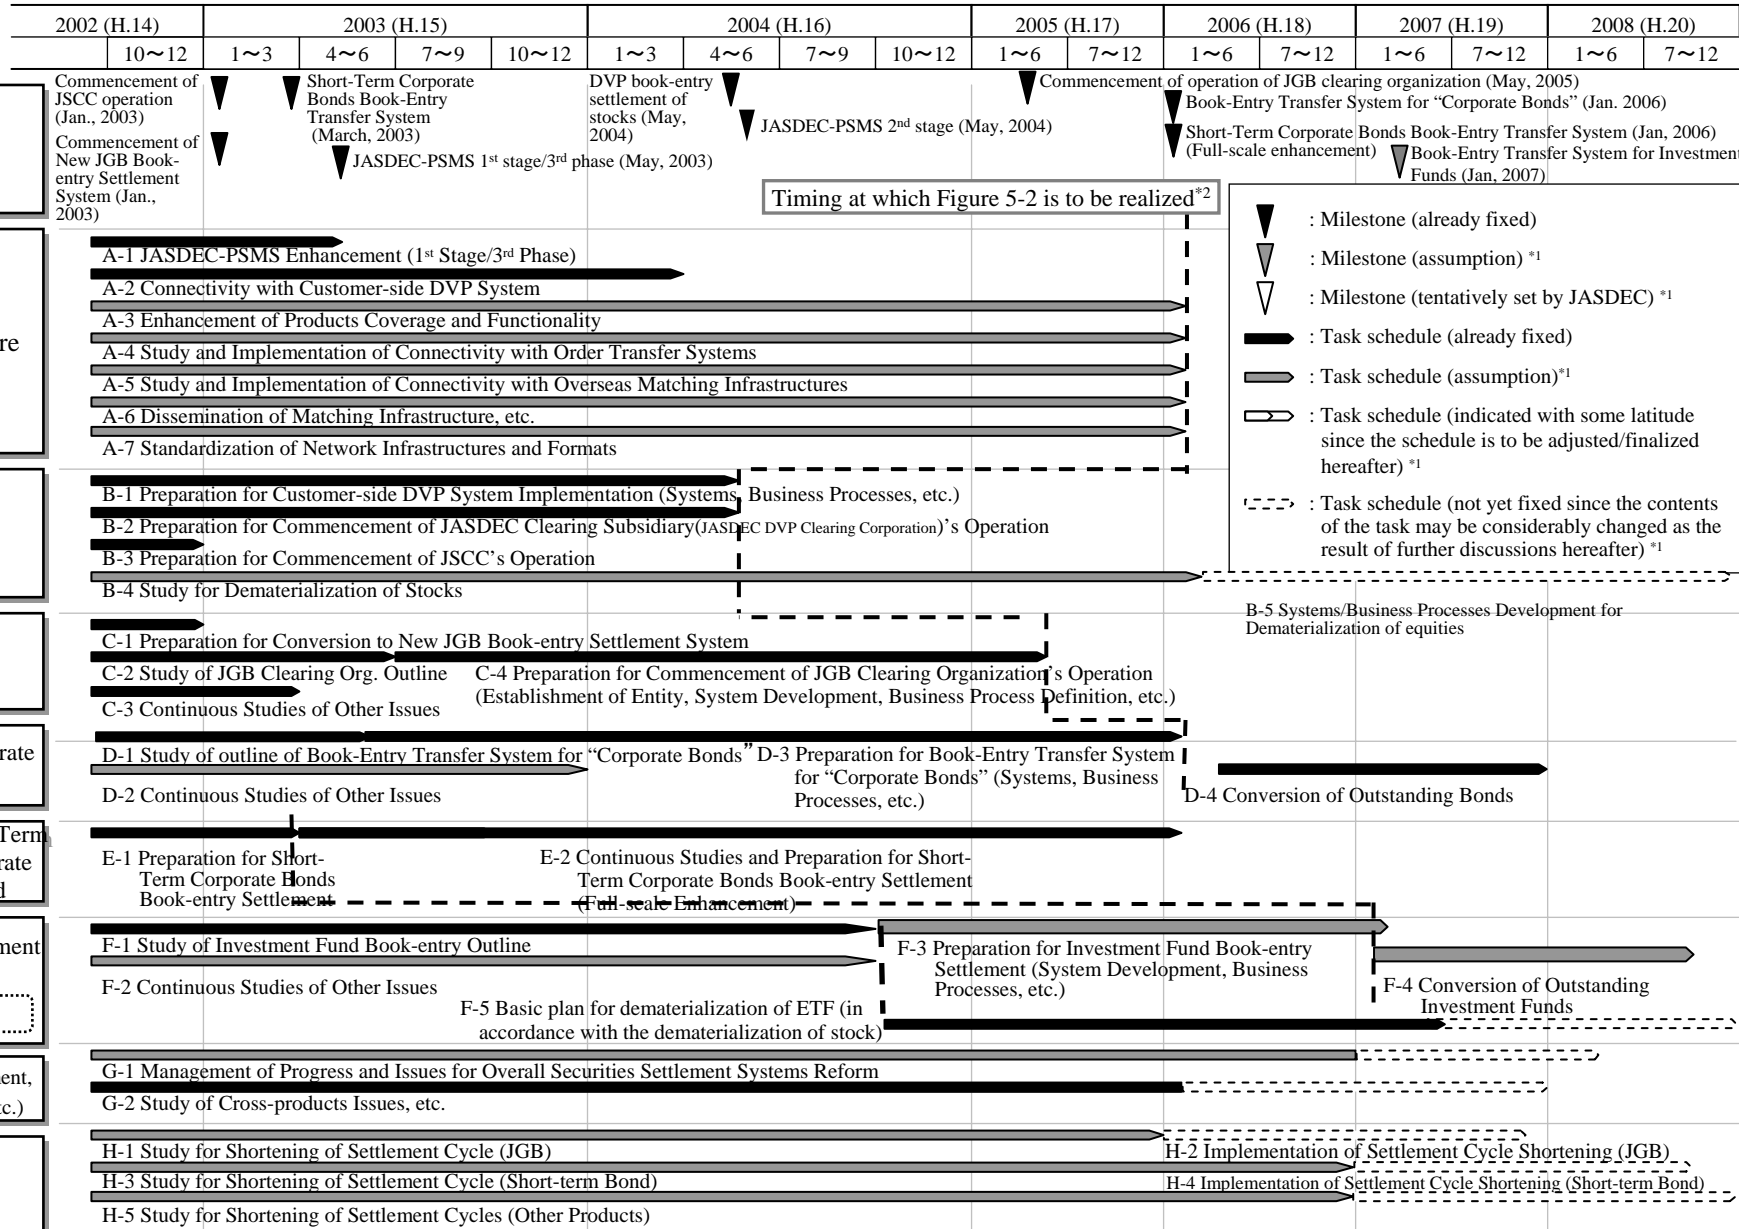 2002 (H.14)
2003 (H.15)
2004 (H.16)
2005 (H.17)
2006 (H.18)
2007 (H.19)
2008 (H.20)
10～12
1～3
4～6
7～9
10～12
1～3
4～6
7～9
10～12
1～6
7～12
1～6
7～12
1～6
7～12
1～6
7～12
Commencement of
JSCC operation
(Jan., 2003)
Commencement of
New JGB Book-
entry Settlement
System (Jan.,
2003)
Short-Term Corporate
Bonds Book-Entry
Transfer System
(March, 2003)
JASDEC-PSMS 1st stage/3rd phase (May, 2003)
DVP book-entry
settlement of
stocks (May,
2004)
JASDEC-PSMS 2nd stage (May, 2004)
Commencement of operation of JGB clearing organization (May, 2005)
Book-Entry Transfer System for “Corporate Bonds” (Jan. 2006)
Short-Term Corporate Bonds Book-Entry Transfer System (Jan, 2006)
(Full-scale enhancement)
Book-Entry Transfer System for Investment
Funds (Jan, 2007)
Timing at which Figure 5-2 is to be realized*2
: Milestone (already fixed)
: Milestone (assumption) *1
: Milestone (tentatively set by JASDEC) *1
: Task schedule (already fixed)
: Task schedule (assumption)*1
: Task schedule (indicated with some latitude
since the schedule is to be adjusted/finalized
hereafter) *1
: Task schedule (not yet fixed since the contents
of the task may be considerably changed as the
result of further discussions hereafter) *1
re
A-1 JASDEC-PSMS Enhancement (1st Stage/3rd Phase)
A-2 Connectivity with Customer-side DVP System
A-3 Enhancement of Products Coverage and Functionality
A-4 Study and Implementation of Connectivity with Order Transfer Systems
A-5 Study and Implementation of Connectivity with Overseas Matching Infrastructures
A-6 Dissemination of Matching Infrastructure, etc.
A-7 Standardization of Network Infrastructures and Formats
B-1 Preparation for Customer-side DVP System Implementation (Systems, Business Processes, etc.)
B-2 Preparation for Commencement of JASDEC Clearing Subsidiary(JASDEC DVP Clearing Corporation)’s Operation
B-3 Preparation for Commencement of JSCC’s Operation
B-4 Study for Dematerialization of Stocks
B-5 Systems/Business Processes Development for
Dematerialization of equities
C-1 Preparation for Conversion to New JGB Book-entry Settlement System
C-2 Study of JGB Clearing Org. Outline
C-4 Preparation for Commencement of JGB Clearing Organization’s Operation
(Establishment of Entity, System Development, Business Process Definition, etc.)
C-3 Continuous Studies of Other Issues
rate
D-1 Study of outline of Book-Entry Transfer System for “Corporate Bonds”
D-3 Preparation for Book-Entry Transfer System
for “Corporate Bonds” (Systems, Business
Processes, etc.)
D-2 Continuous Studies of Other Issues
D-4 Conversion of Outstanding Bonds
Term
rate
d
E-1 Preparation for Short-
Term Corporate Bonds
Book-entry Settlement
E-2 Continuous Studies and Preparation for Short-
Term Corporate Bonds Book-entry Settlement
(Full-scale Enhancement)
ment
F-1 Study of Investment Fund Book-entry Outline
F-2 Continuous Studies of Other Issues
F-3 Preparation for Investment Fund Book-entry
Settlement (System Development, Business
Processes, etc.)
F-4 Conversion of Outstanding
Investment Funds
F-5 Basic plan for dematerialization of ETF (in
accordance with the dematerialization of stock)
ent,
tc.)
G-1 Management of Progress and Issues for Overall Securities Settlement Systems Reform
G-2 Study of Cross-products Issues, etc.
H-1 Study for Shortening of Settlement Cycle (JGB)
H-2 Implementation of Settlement Cycle Shortening (JGB)
H-3 Study for Shortening of Settlement Cycle (Short-term Bond)
H-4 Implementation of Settlement Cycle Shortening (Short-term Bond)
H-5 Study for Shortening of Settlement Cycles (Other Products)